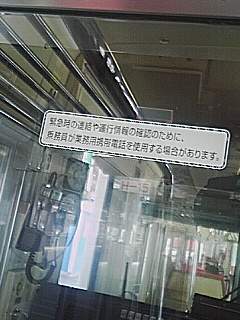 緊急時の連絡や運行情報の確認のために、
乗務員が業務用携帯電話を使用する場合があります。
H-15